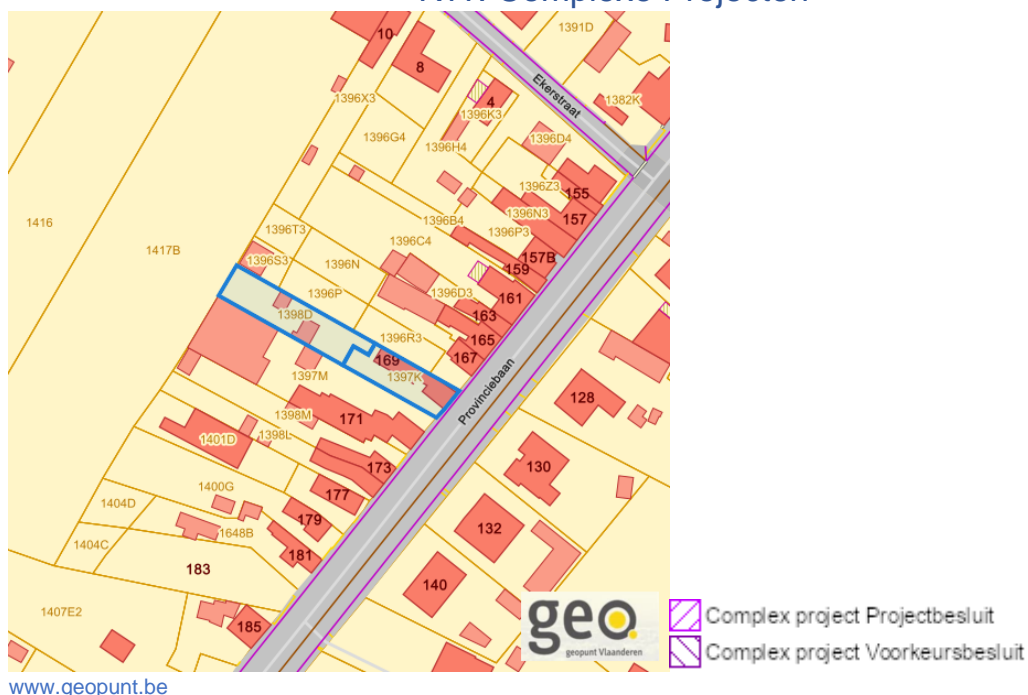 10
8
1391D
Ekerstraat
1382K
1396X3
4
1396K3
1396G4
1396H4
1396D4
1396Z3
155
1396N3
157
1396B4
1396P3
1416
1417B
1396T3
1396C4
157B
1396S3
1396N
159
1396P
1396D3
161
1398D
163
1396R3
165
169
167
1397M
1397K
Provinciebaan
128
1398M
171
1401D
1398L
173
130
1400G
177
1404D
179
132
1648B
1404C
181
183
140
1407E2
185
geo
geopunt Vlaanderen
Complex project Projectbesluit
Complex project Voorkeursbesluit
www.geopunt.be